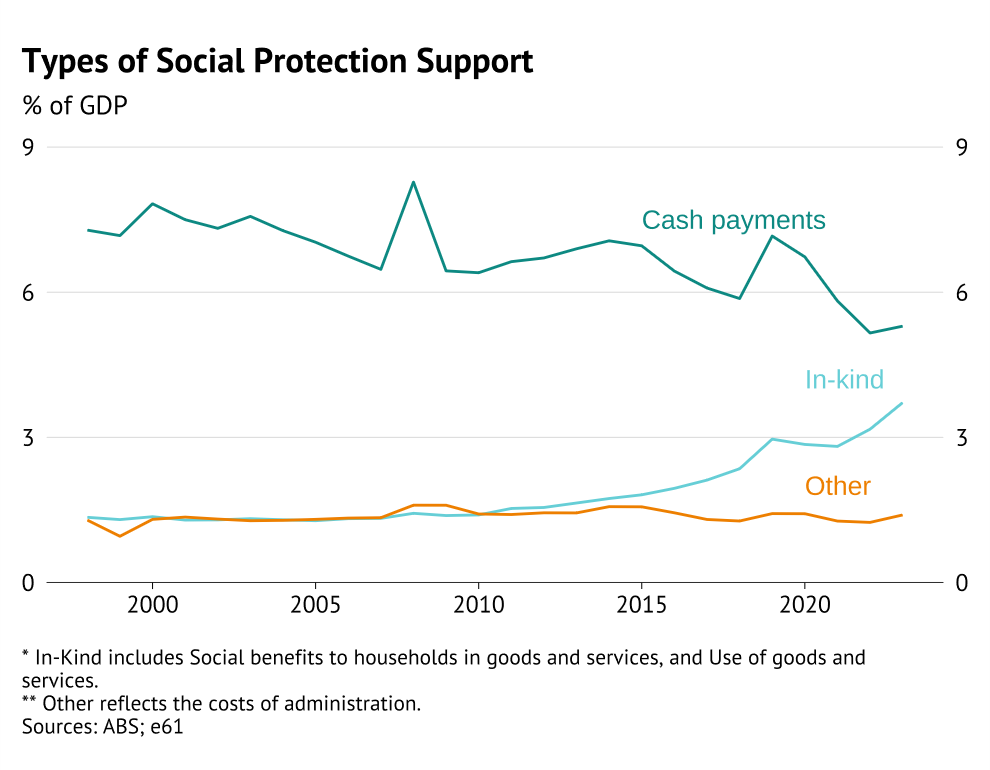 Types of Social Protection Support
% of GDP
9 9
Cash payments
6 6
In-kind
3 3
Other
0 0
2000 2005 2010 2015 2020
* In-Kind includes Social benefits to households in goods and services, and Use of goods and
services.
** Other reflects the costs of administration.
Sources: ABS; e61